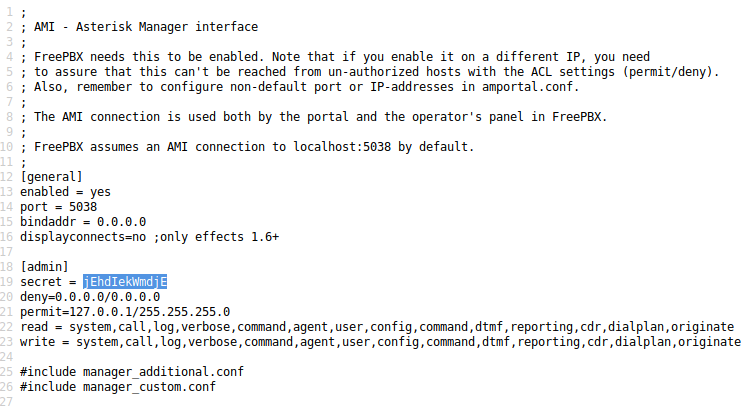 1 ;
2 ; AMI - Asterisk Manager interface
3 ;
4 ; FreePBX needs this to be enabled. Note that if you enable it on a different IP, you need
5 ; to assure that this can't be reached from un-authorized hosts with the ACL settings (permit/deny).
6 ; Also, remember to configure non-default port or IP-addresses in amportal.conf.
7 ;
8 ; The AMI connection is used both by the portal and the operator's panel in FreePBX.
9 ;
10 ; FreePBX assumes an AMI connection to localhost:5038 by default.
11 ;
12 [general]
13 enabled = yes
14 port = 5038
15 bindaddr = 0.0.0.0
16 displayconnects=no ;only effects 1.6+
17
18 [admin]
19 secret = jEhdIekWmdjE
20 deny=0.0.0.0/0.0.0.0
21 permit=127.0.0.1/255.255.255.0
22 read = system,call,log,verbose,command,agent,user,config,command,dtmf,reporting,cdr,dialplan,originate
23 write = system,call,log,verbose,command,agent,user,config,command,dtmf,reporting,cdr,dialplan,originate
24
25 #include manager_additional.conf
26 #include manager_custom.conf
27